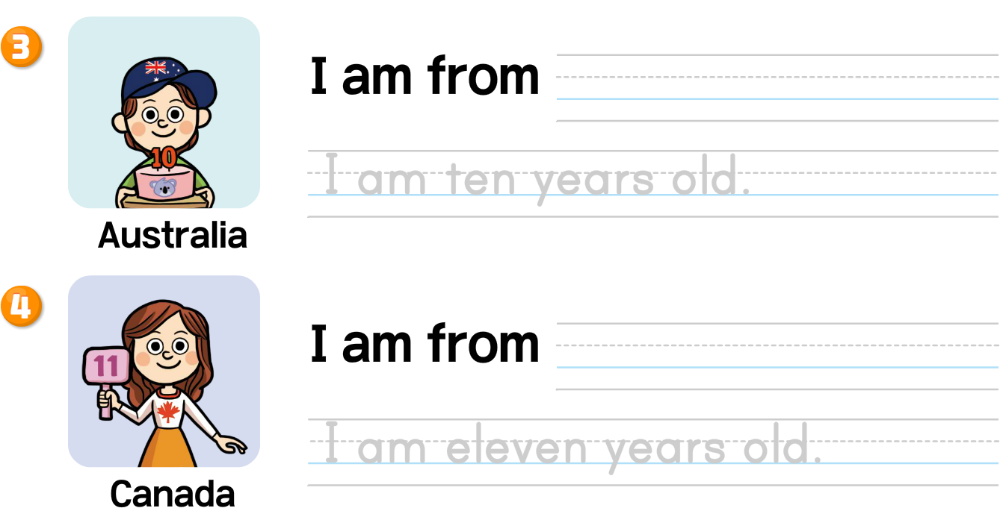 3
I am from
10
I am ten years old.
Australia
4
I am from
11
I am eleven years old.
Canada